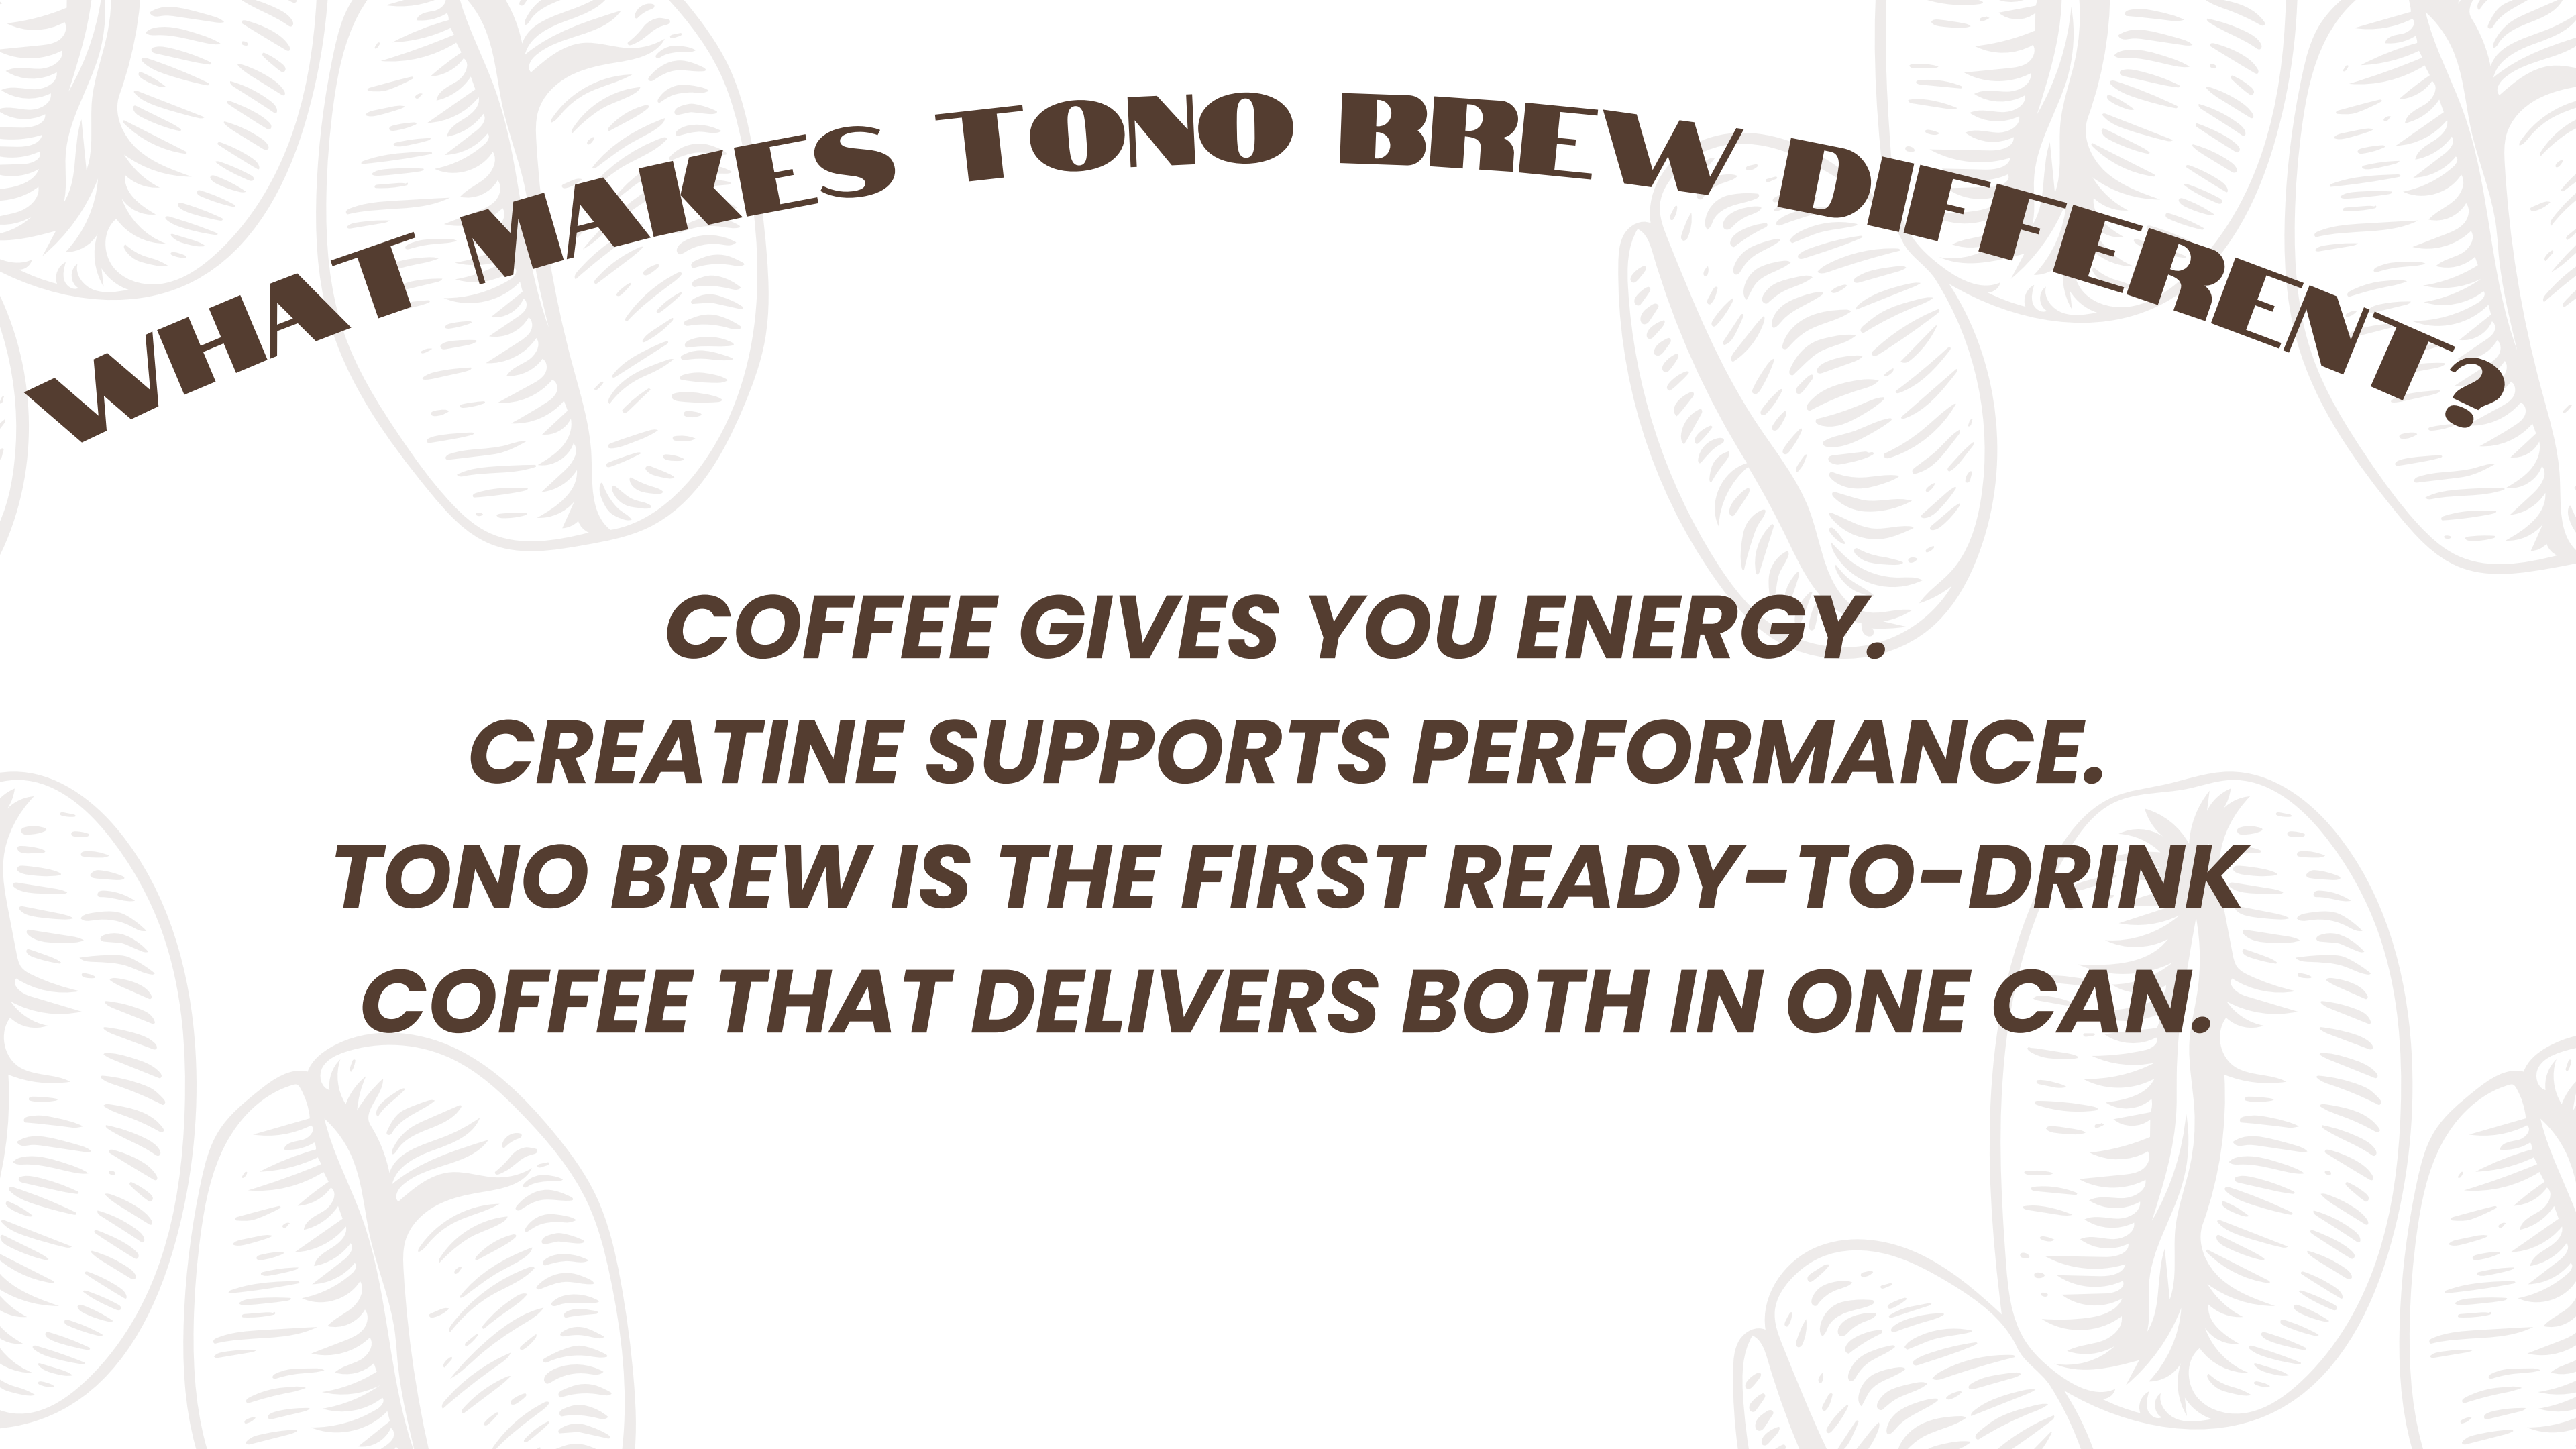 WHAT MAKES TONO BREW DIFFERENT?
COFFEE GIVES YOU ENERGY.
CREATINE SUPPORTS PERFORMANCE.
TONO BREW IS THE FIRST READY-TO-DRINK
COFFEE THAT DELIVERS BOTH IN ONE CAN.